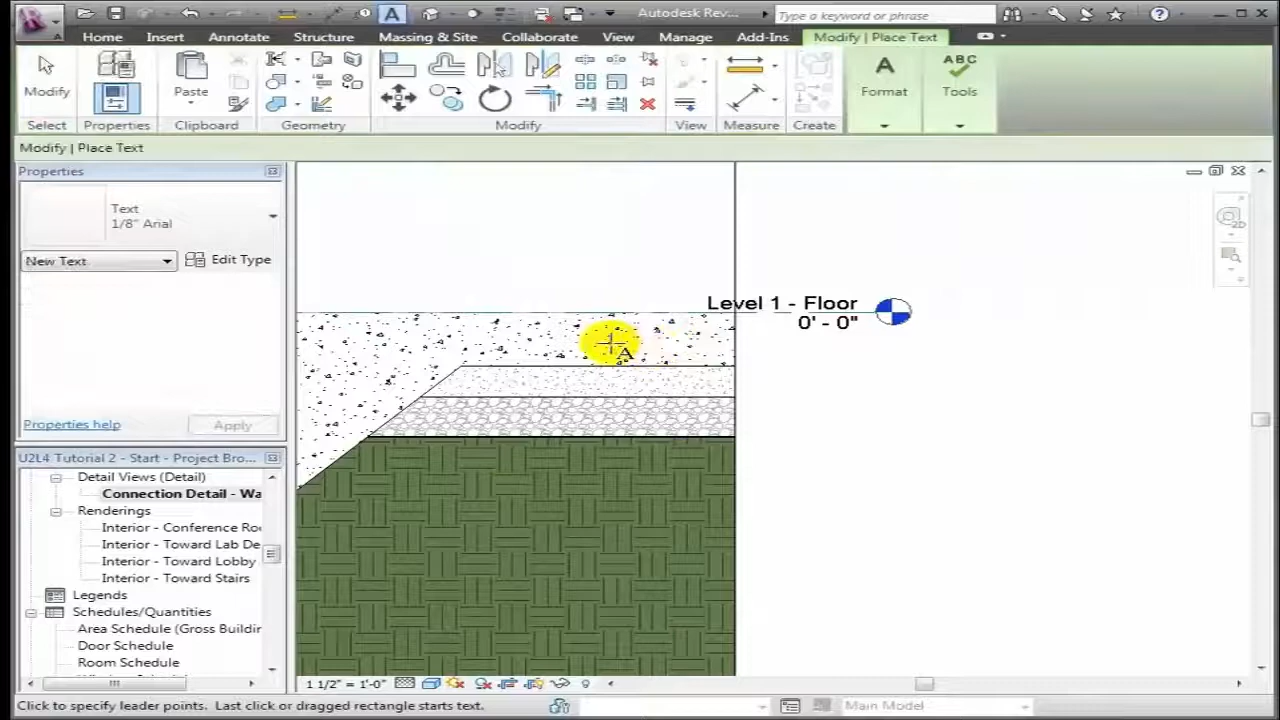 A
Autodesk Rev...
Type a keyword or phrase
Home
Insert
Annotate
Structure
Massing & Site
Collaborate
View
Manage
Add-Ins
Modify | Place Text
Modify
Paste
A
Format
ABC
Tools
Select
Properties
Clipboard
Geometry
Modify
View
Measure
Create
Modify | Place Text
Properties
Text
1/8" Arial
New Text
Edit Type
Properties help
Apply
U2L4 Tutorial 2 - Start - Project Bro...
Detail Views (Detail)
Connection Detail - Wa
Renderings
Interior - Conference Ro
Interior - Toward Lab De
Interior - Toward Lobby
Interior - Toward Stairs
Legends
Schedules/Quantities
Area Schedule (Gross Buildin
Door Schedule
Room Schedule
Level 1 - Floor
0' - 0"
A
2D
1 1/2" = 1'-0"
Click to specify leader points. Last click or dragged rectangle starts text.
Main Model